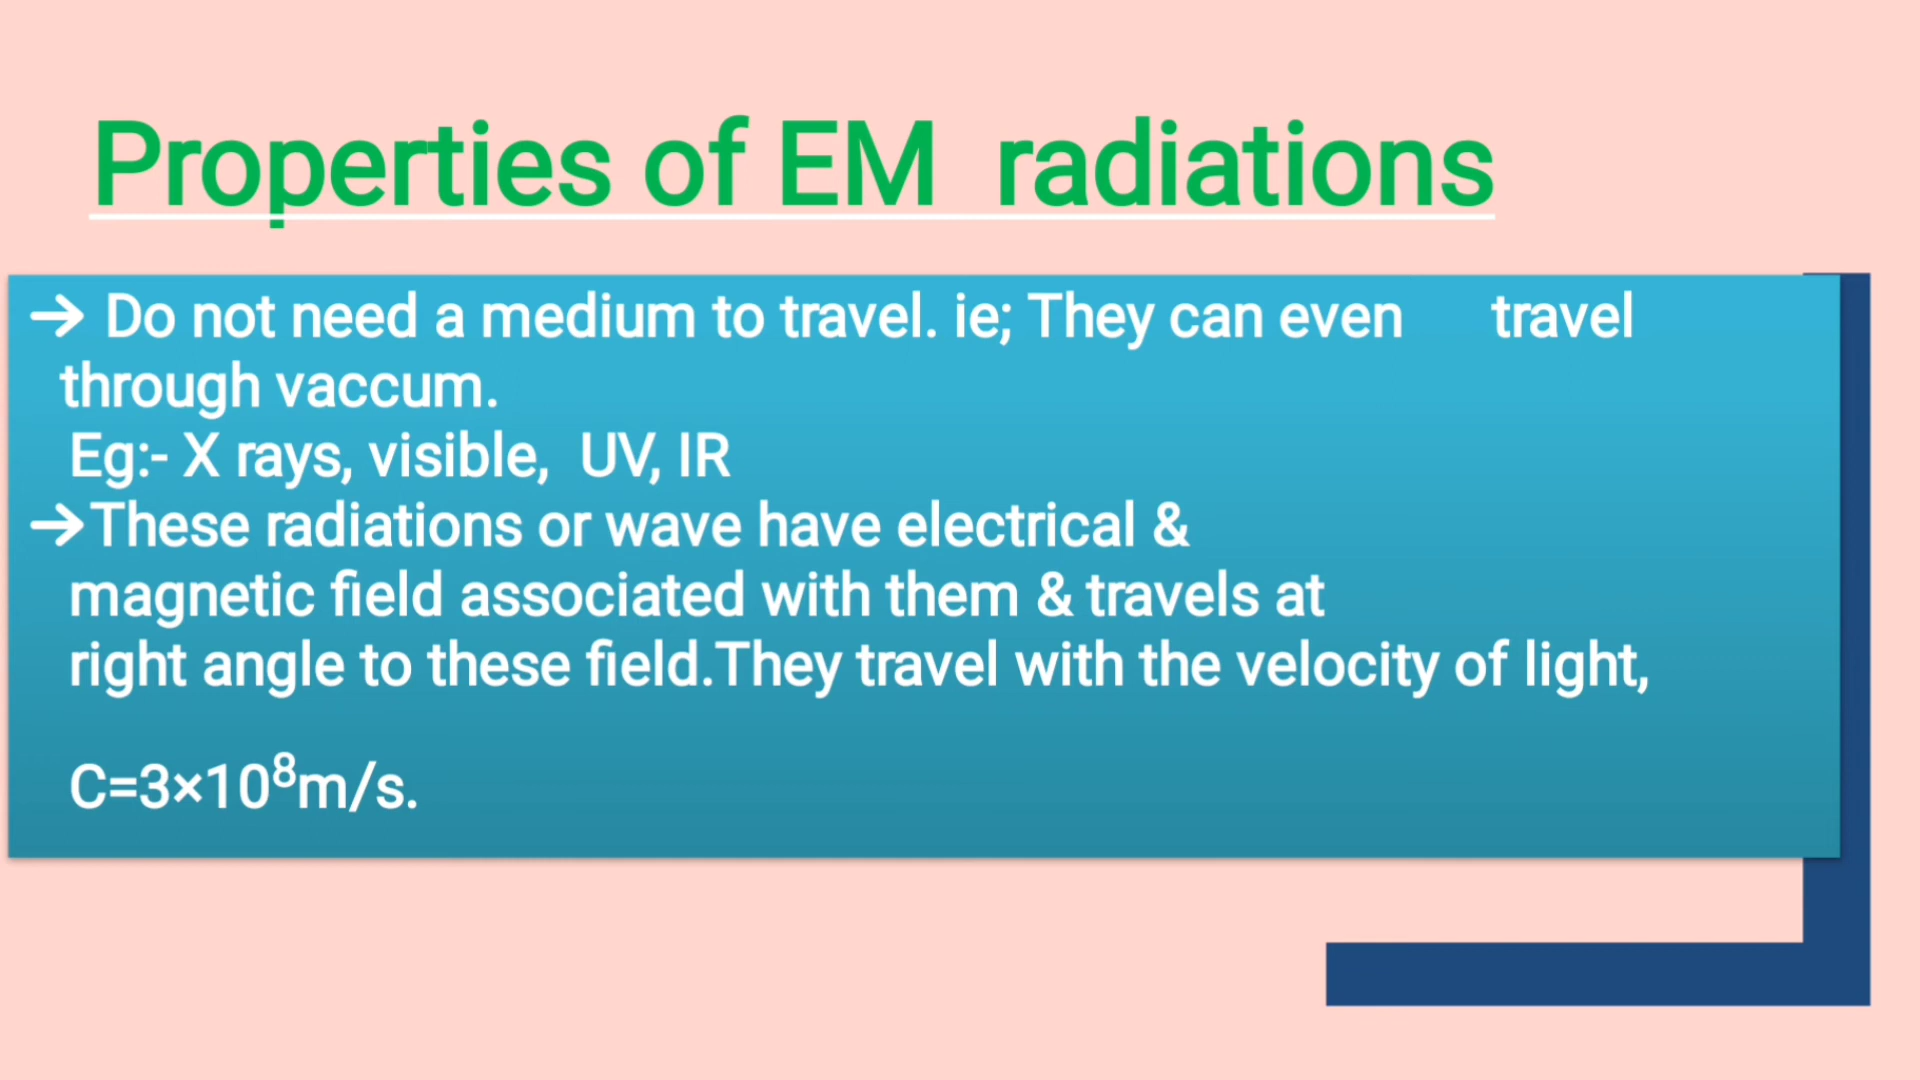 Properties of EM radiations
→ Do not need a medium to travel. ie; They can even travel
through vaccum.
Eg:- X rays, visible, UV, IR
→These radiations or wave have electrical &
magnetic field associated with them & travels at
right angle to these field.They travel with the velocity of light,
C=3×10⁸m/s.